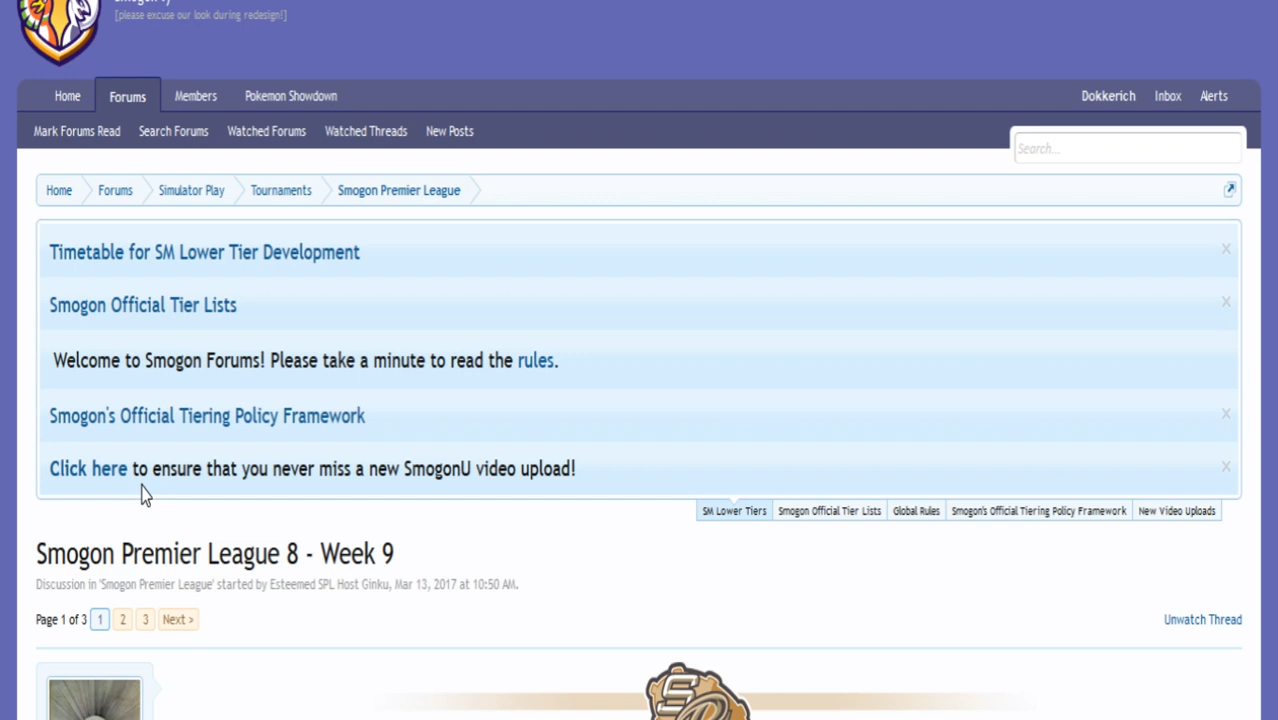 [please excuse our look during redesign!]
Home Forums Members Pokemon Showdown Dokkerich Inbox Alerts
Mark Forums Read Search Forums Watched Forums Watched Threads New Posts
Search...
Home Forums Simulator Play Tournaments Smogon Premier League
Timetable for SM Lower Tier Development
Smogon Official Tier Lists
Welcome to Smogon Forums! Please take a minute to read the rules.
Smogon's Official Tiering Policy Framework
Click here to ensure that you never miss a new SmogonU video upload!
SM Lower Tiers Smogon Official Tier Lists Global Rules Smogon's Official Tiering Policy Framework New Video Uploads
Smogon Premier League 8 - Week 9
Discussion in 'Smogon Premier League' started by Esteemed SPL Host Ginku, Mar 13, 2017 at 10:50 AM.
Page 1 of 3 1 2 3 Next > Unwatch Thread